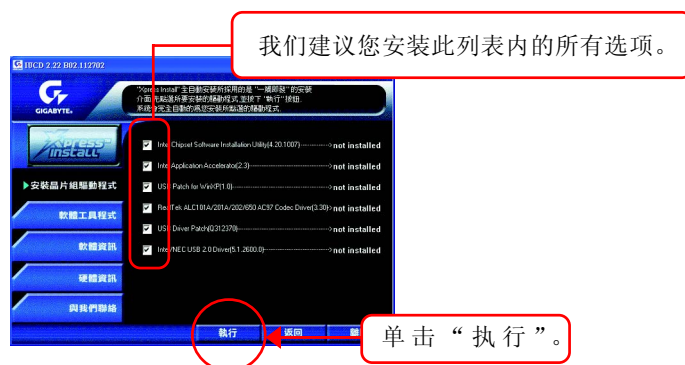 我们建议您安装此列表内的所有选项。
IUCD 2.22 B02.112702
GIGABYTE
"Xpress Install"全自動安裝所採用的是 "一觸即裝" 的安裝
介面,先點選所要安裝的驅動程式,並按下 "執行" 按鈕.
系統會完全自動的為您安裝所點選的驅動程式.
Xpress
install
Intel Chipset Software Installation Utility(4.20.1007) not installed
Intel Application Accelerator(2.3) not installed
安裝晶片組驅動程式
USB Patch for WinXP(1.0) not installed
RealTek ALC101A/201A/202/650 AC97 Codec Driver(3.30) not installed
軟體工具程式
USB Driver Patch(Q312370) not installed
軟體資訊
Intel/NEC USB 2.0 Driver(5.1.2600.0) not installed
硬體資訊
與我們聯絡
執行 返回
单击“执行”。